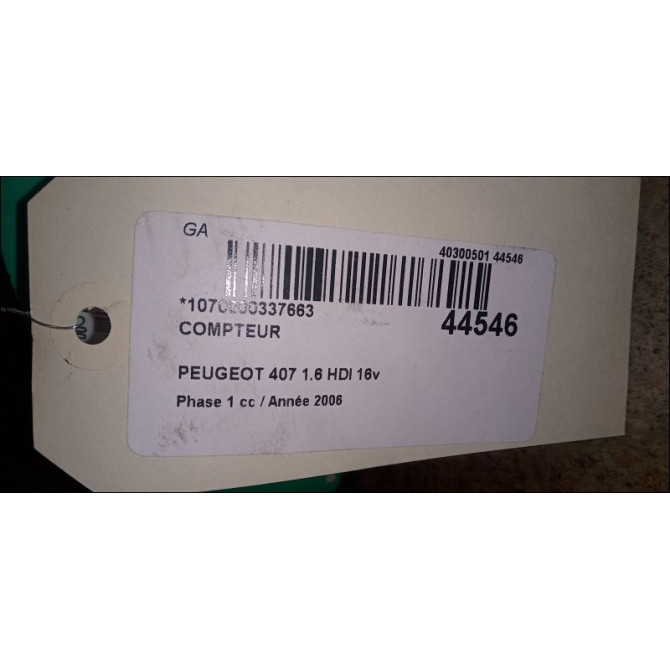 GA
40300501 44546
*1070000337663
44546
COMPTEUR
PEUGEOT 407 1.6 HDI 16v
Phase 1 cc / Année 2006